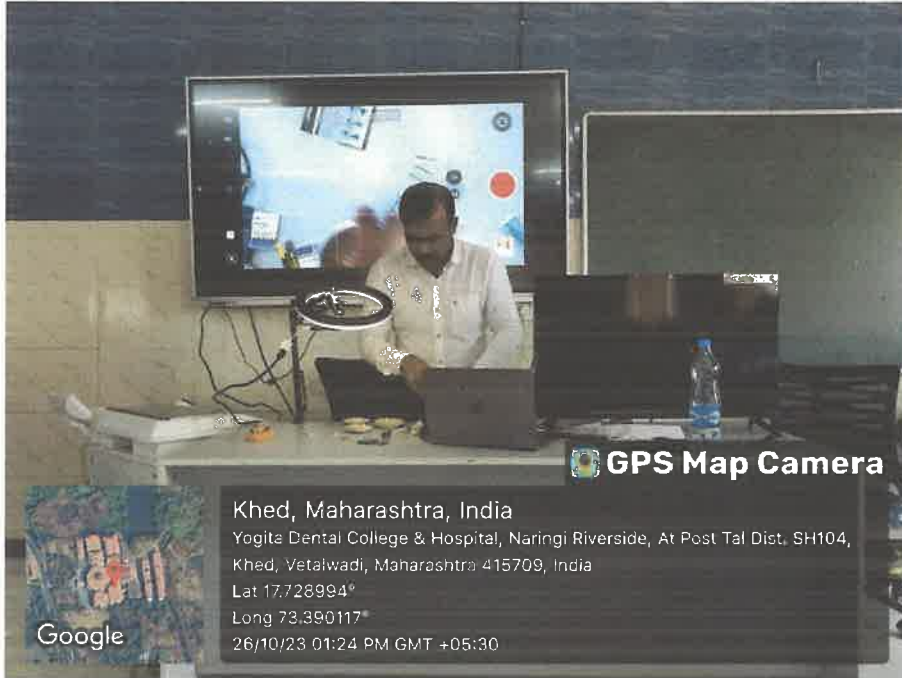 GPS Map Camera
Khed, Maharashtra, India
Yogita Dental College & Hospital, Naringi Riverside, At Post Tal Dist. SH104,
Khed, Vetalwadi, Maharashtra 415709, India
Lat 17.728994°
Long 73.390117°
26/10/23 01:24 PM GMT +05:30
Google